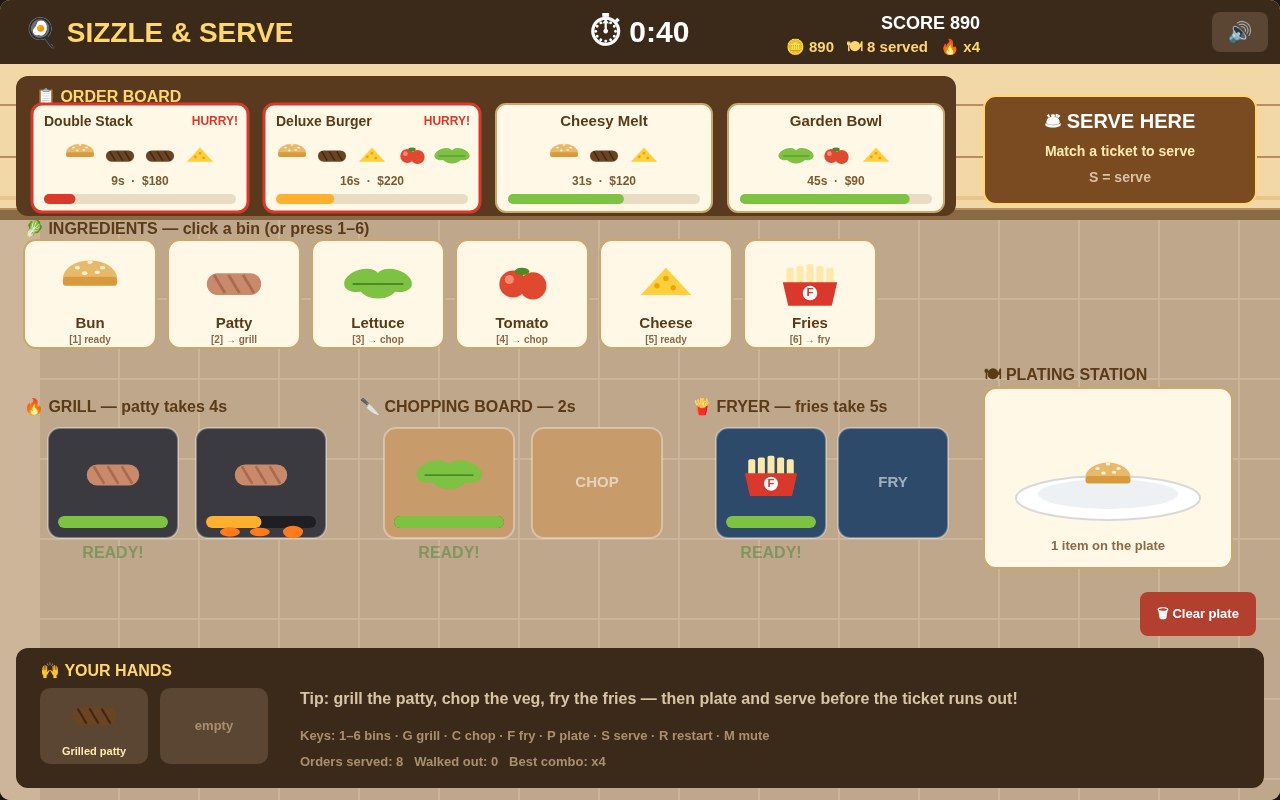 🍳 SIZZLE & SERVE
⏱ 0:40
SCORE 890
🪙 890 🍽 8 served 🔥 x4
🔊
📋 ORDER BOARD
Double Stack HURRY!
9s · $180
Deluxe Burger HURRY!
16s · $220
Cheesy Melt
31s · $120
Garden Bowl
45s · $90
🛎 SERVE HERE
Match a ticket to serve
S = serve
🥬 INGREDIENTS — click a bin (or press 1–6)
Bun
[1] ready
Patty
[2] → grill
Lettuce
[3] → chop
Tomato
[4] → chop
Cheese
[5] ready
F
Fries
[6] → fry
🔥 GRILL — patty takes 4s
READY!
🔪 CHOPPING BOARD — 2s
CHOP
READY!
🍟 FRYER — fries take 5s
F
FRY
READY!
🍽 PLATING STATION
1 item on the plate
🗑 Clear plate
🙌 YOUR HANDS
Grilled patty
empty
Tip: grill the patty, chop the veg, fry the fries — then plate and serve before the ticket runs out!
Keys: 1–6 bins · G grill · C chop · F fry · P plate · S serve · R restart · M mute
Orders served: 8 Walked out: 0 Best combo: x4